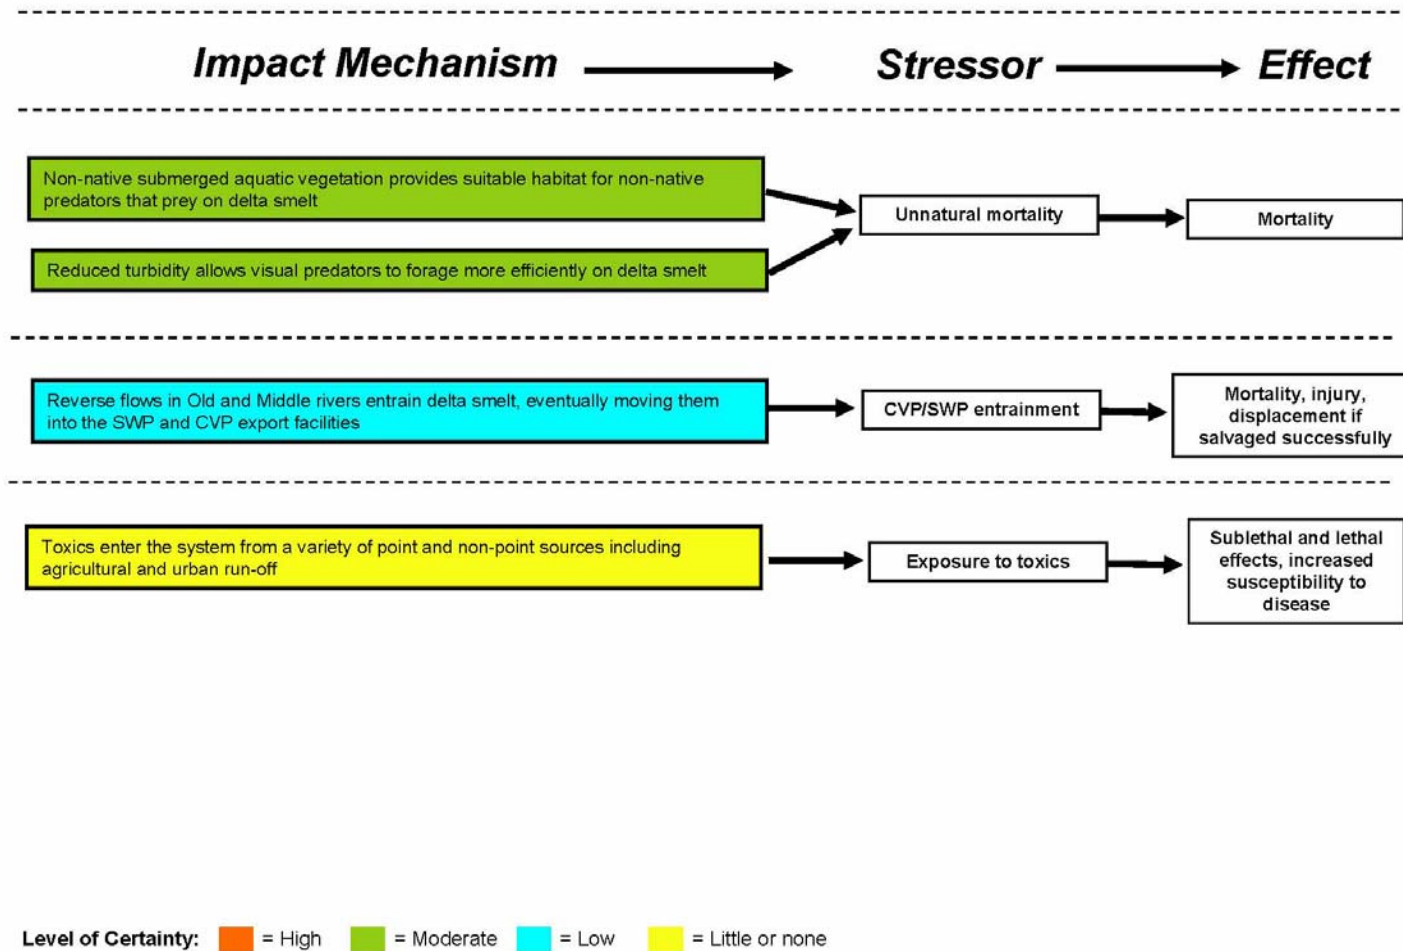 Impact Mechanism Stressor Effect
Non-native submerged aquatic vegetation provides suitable habitat for non-native
predators that prey on delta smelt
Unnatural mortality
Mortality
Reduced turbidity allows visual predators to forage more efficiently on delta smelt
Reverse flows in Old and Middle rivers entrain delta smelt, eventually moving them
into the SWP and CVP export facilities
CVP/SWP entrainment
Mortality, injury,
displacement if
salvaged successfully
Toxics enter the system from a variety of point and non-point sources including
agricultural and urban run-off
Exposure to toxics
Sublethal and lethal
effects, increased
susceptibility to
disease
Level of Certainty: = High = Moderate = Low = Little or none